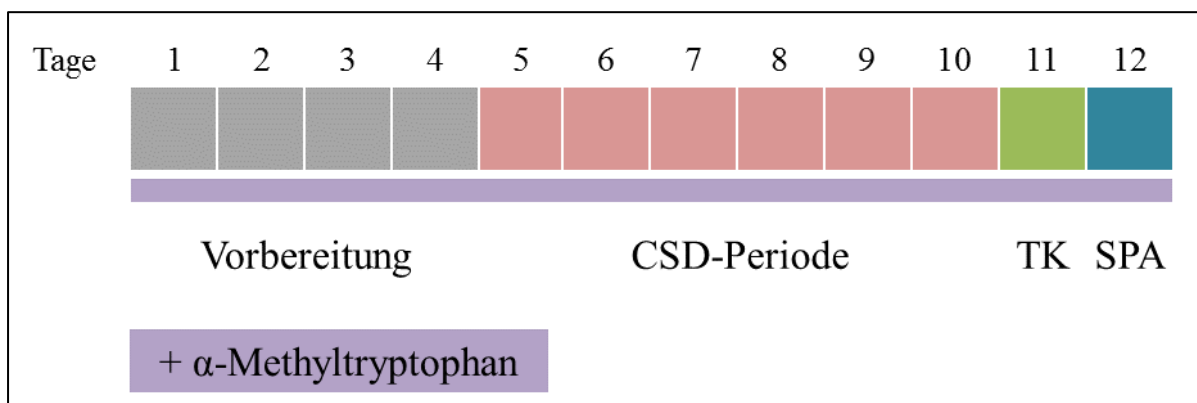 Tage 1 2 3 4 5 6 7 8 9 10 11 12
Vorbereitung CSD-Periode TK SPA
+ α-Methyltryptophan